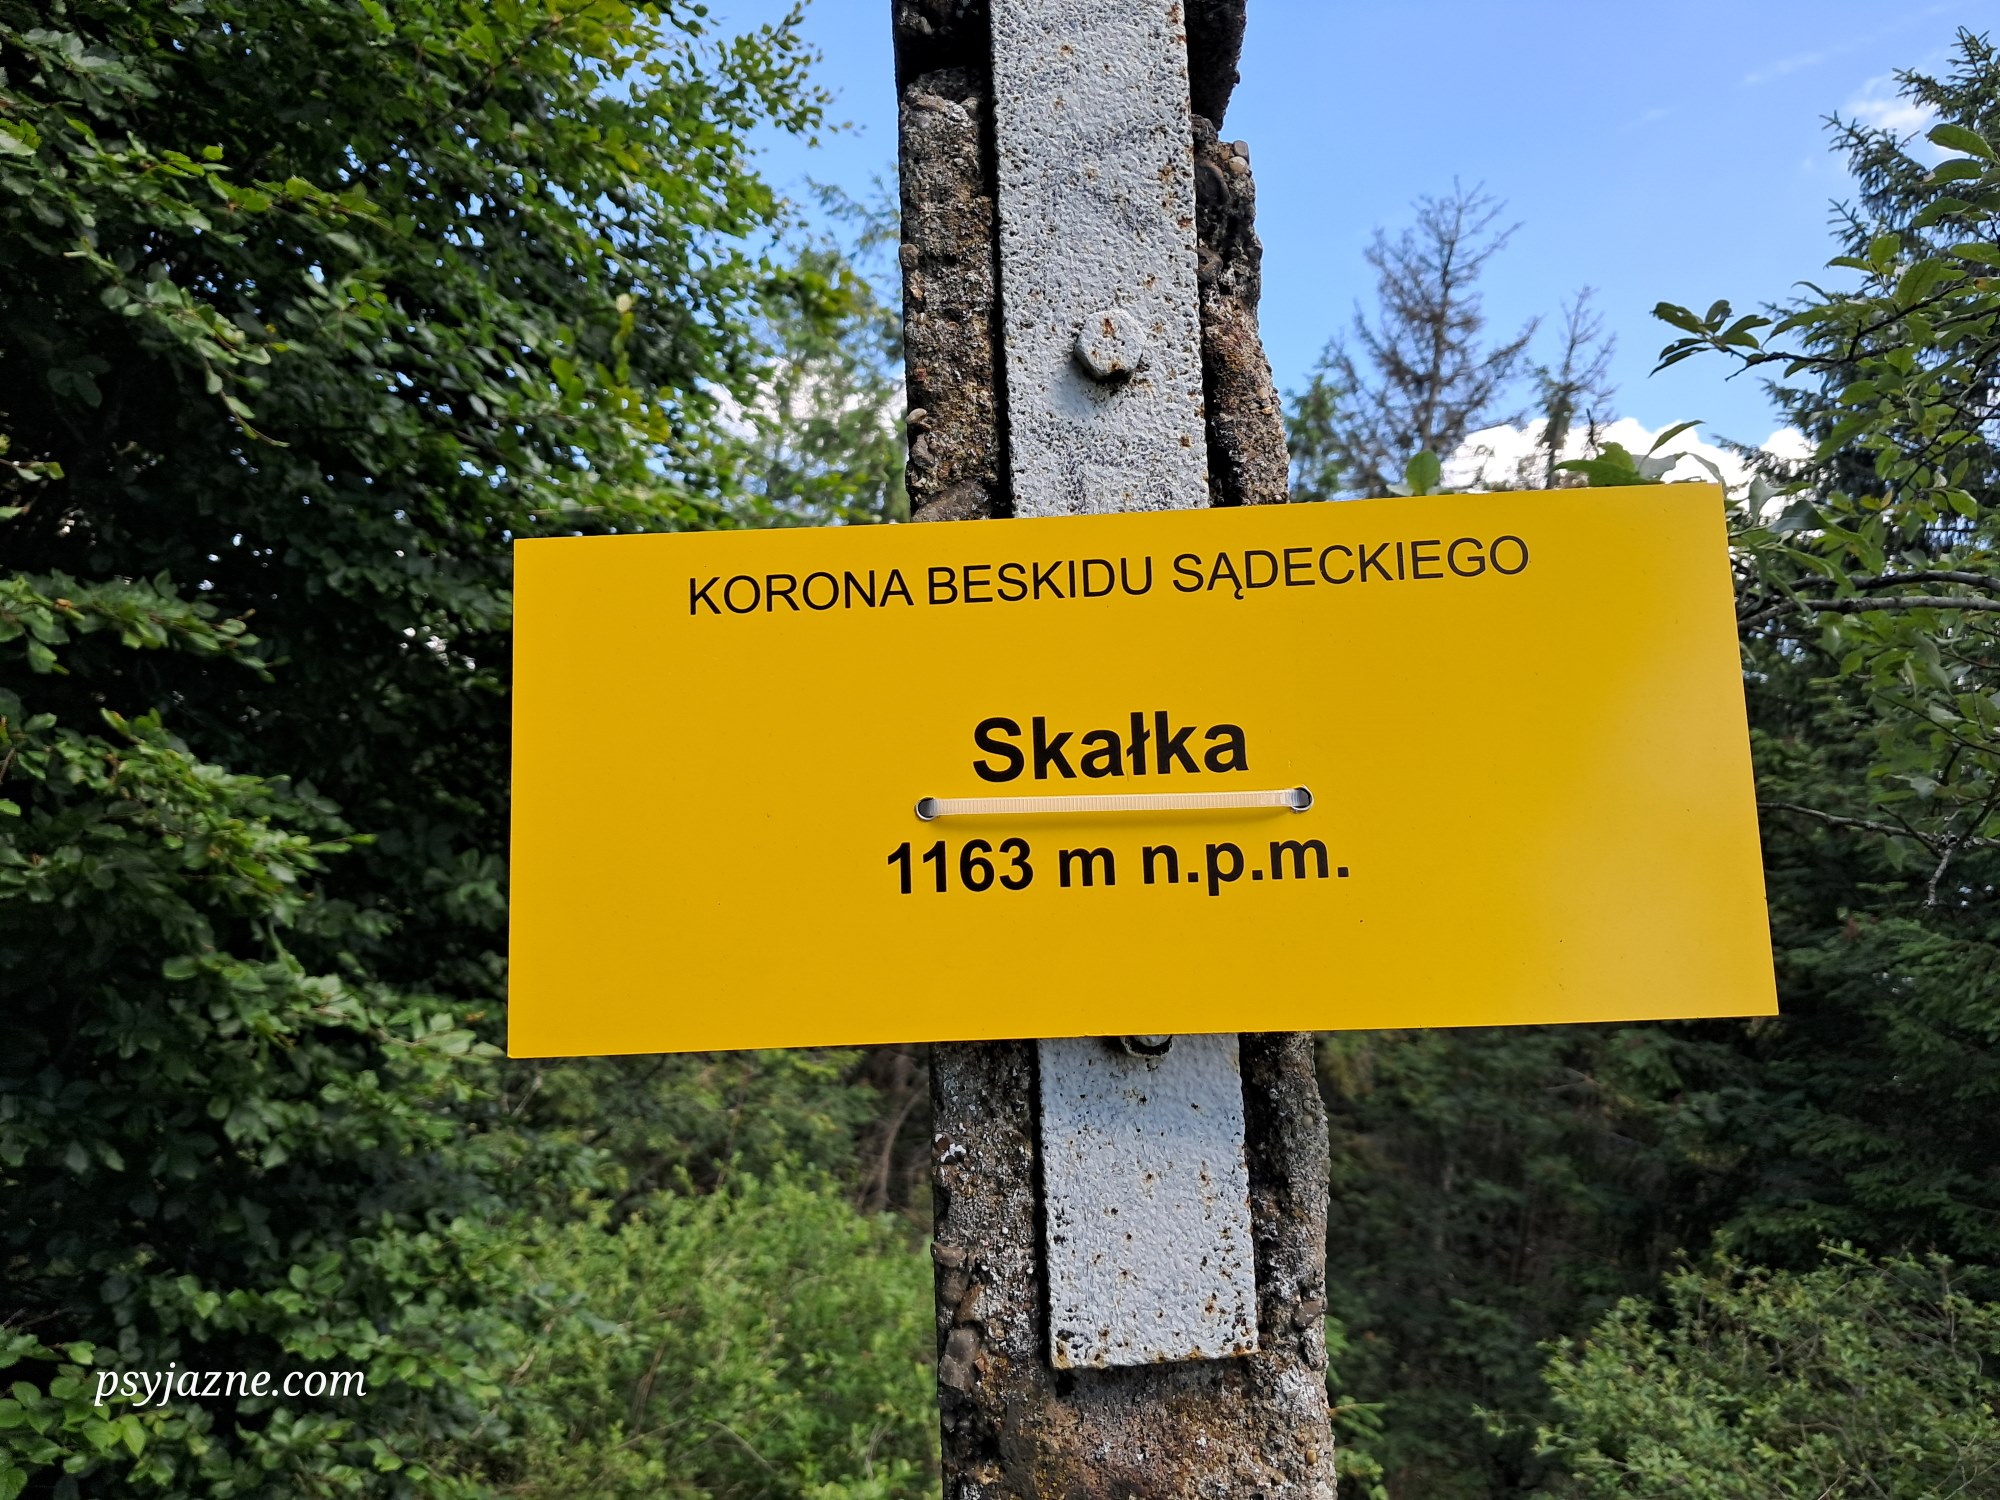 KORONA BESKIDU SĄDECKIEGO
Skałka
1163 m n.p.m.
psyjazne.com